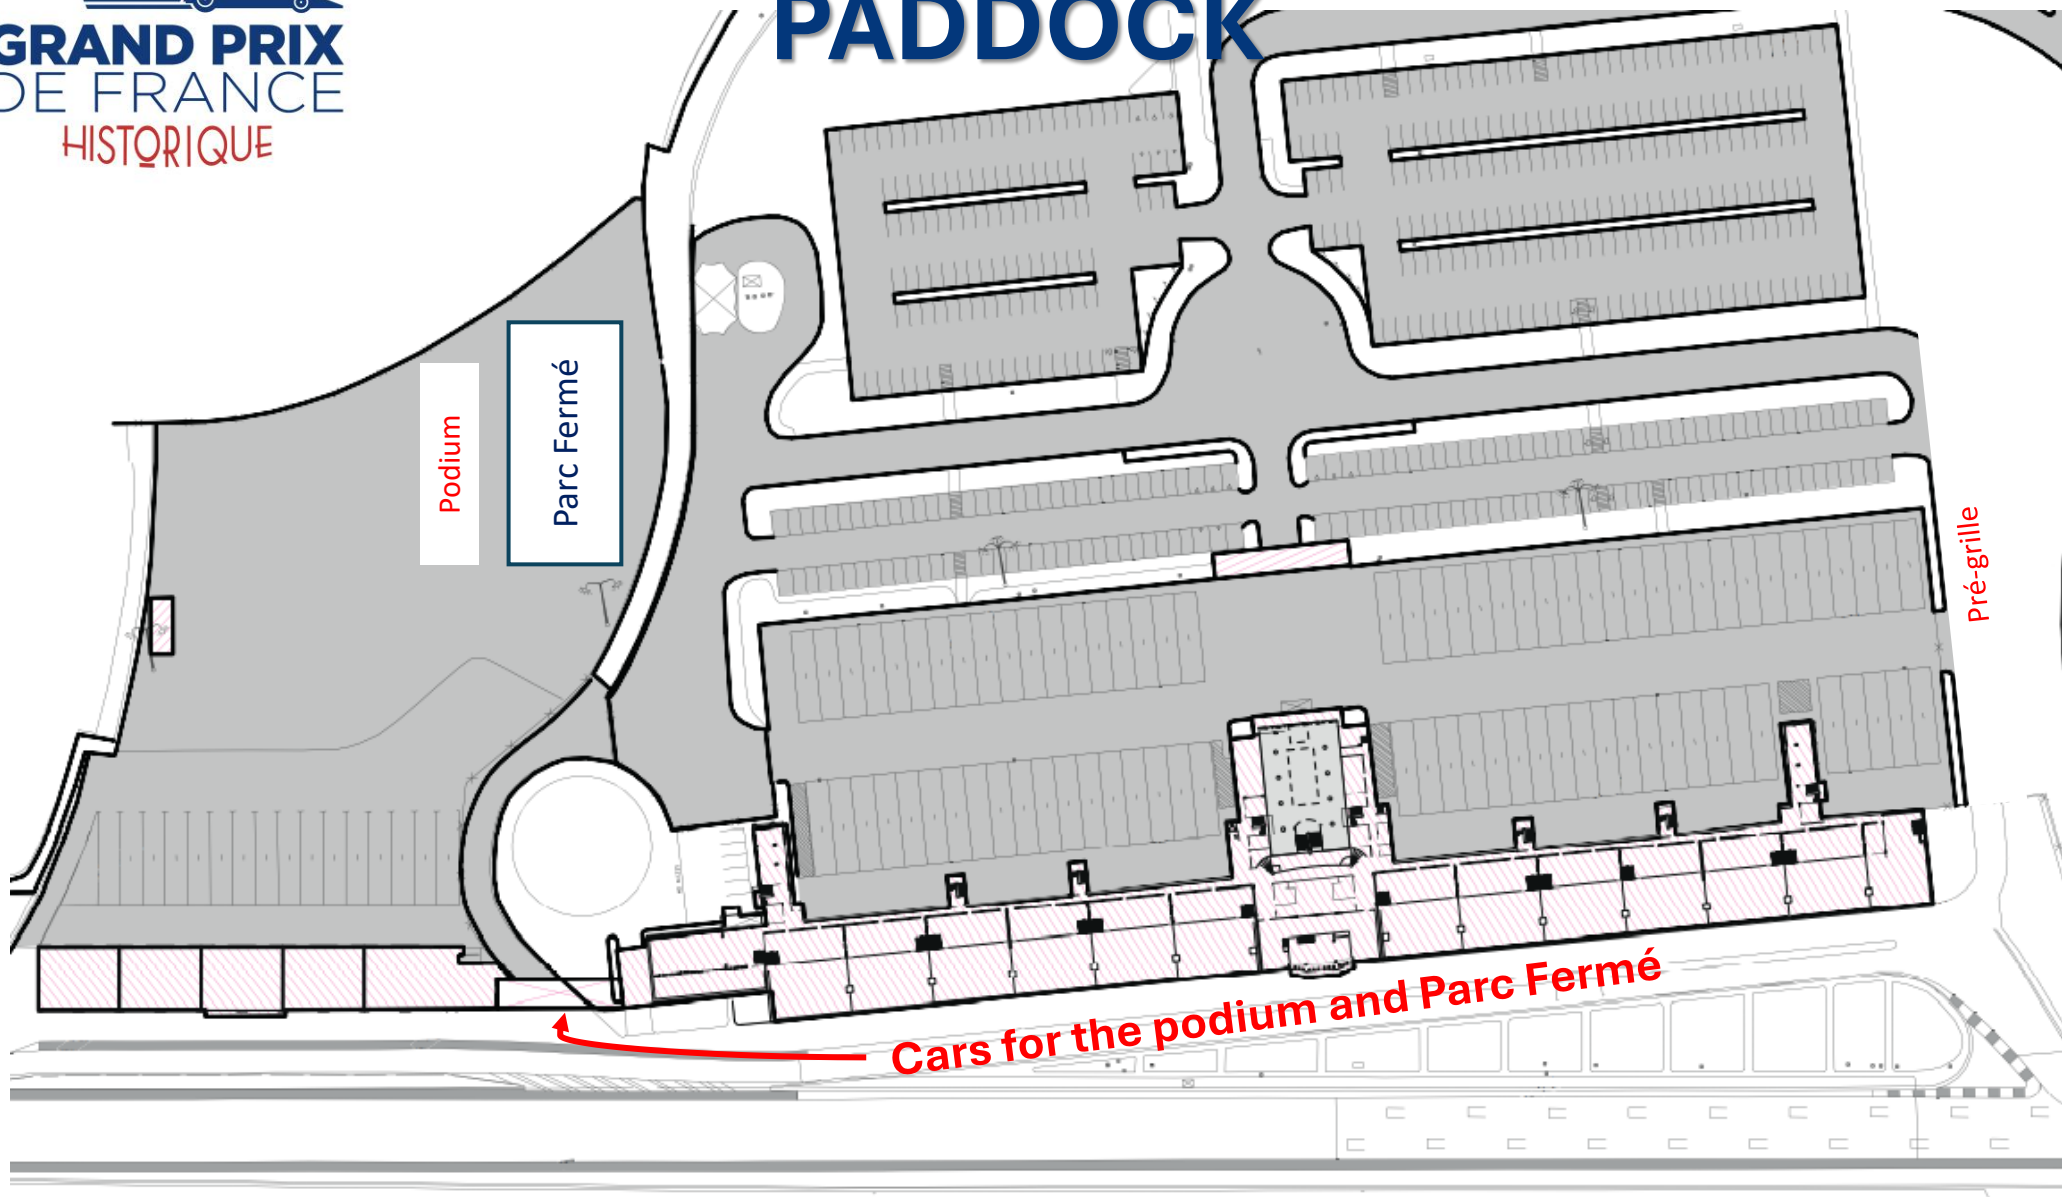 PADDOCK
GRAND PRIX
DE FRANCE
HISTORIQUE
Podium
Parc Fermé
Pré-grille
Cars for the podium and Parc Fermé